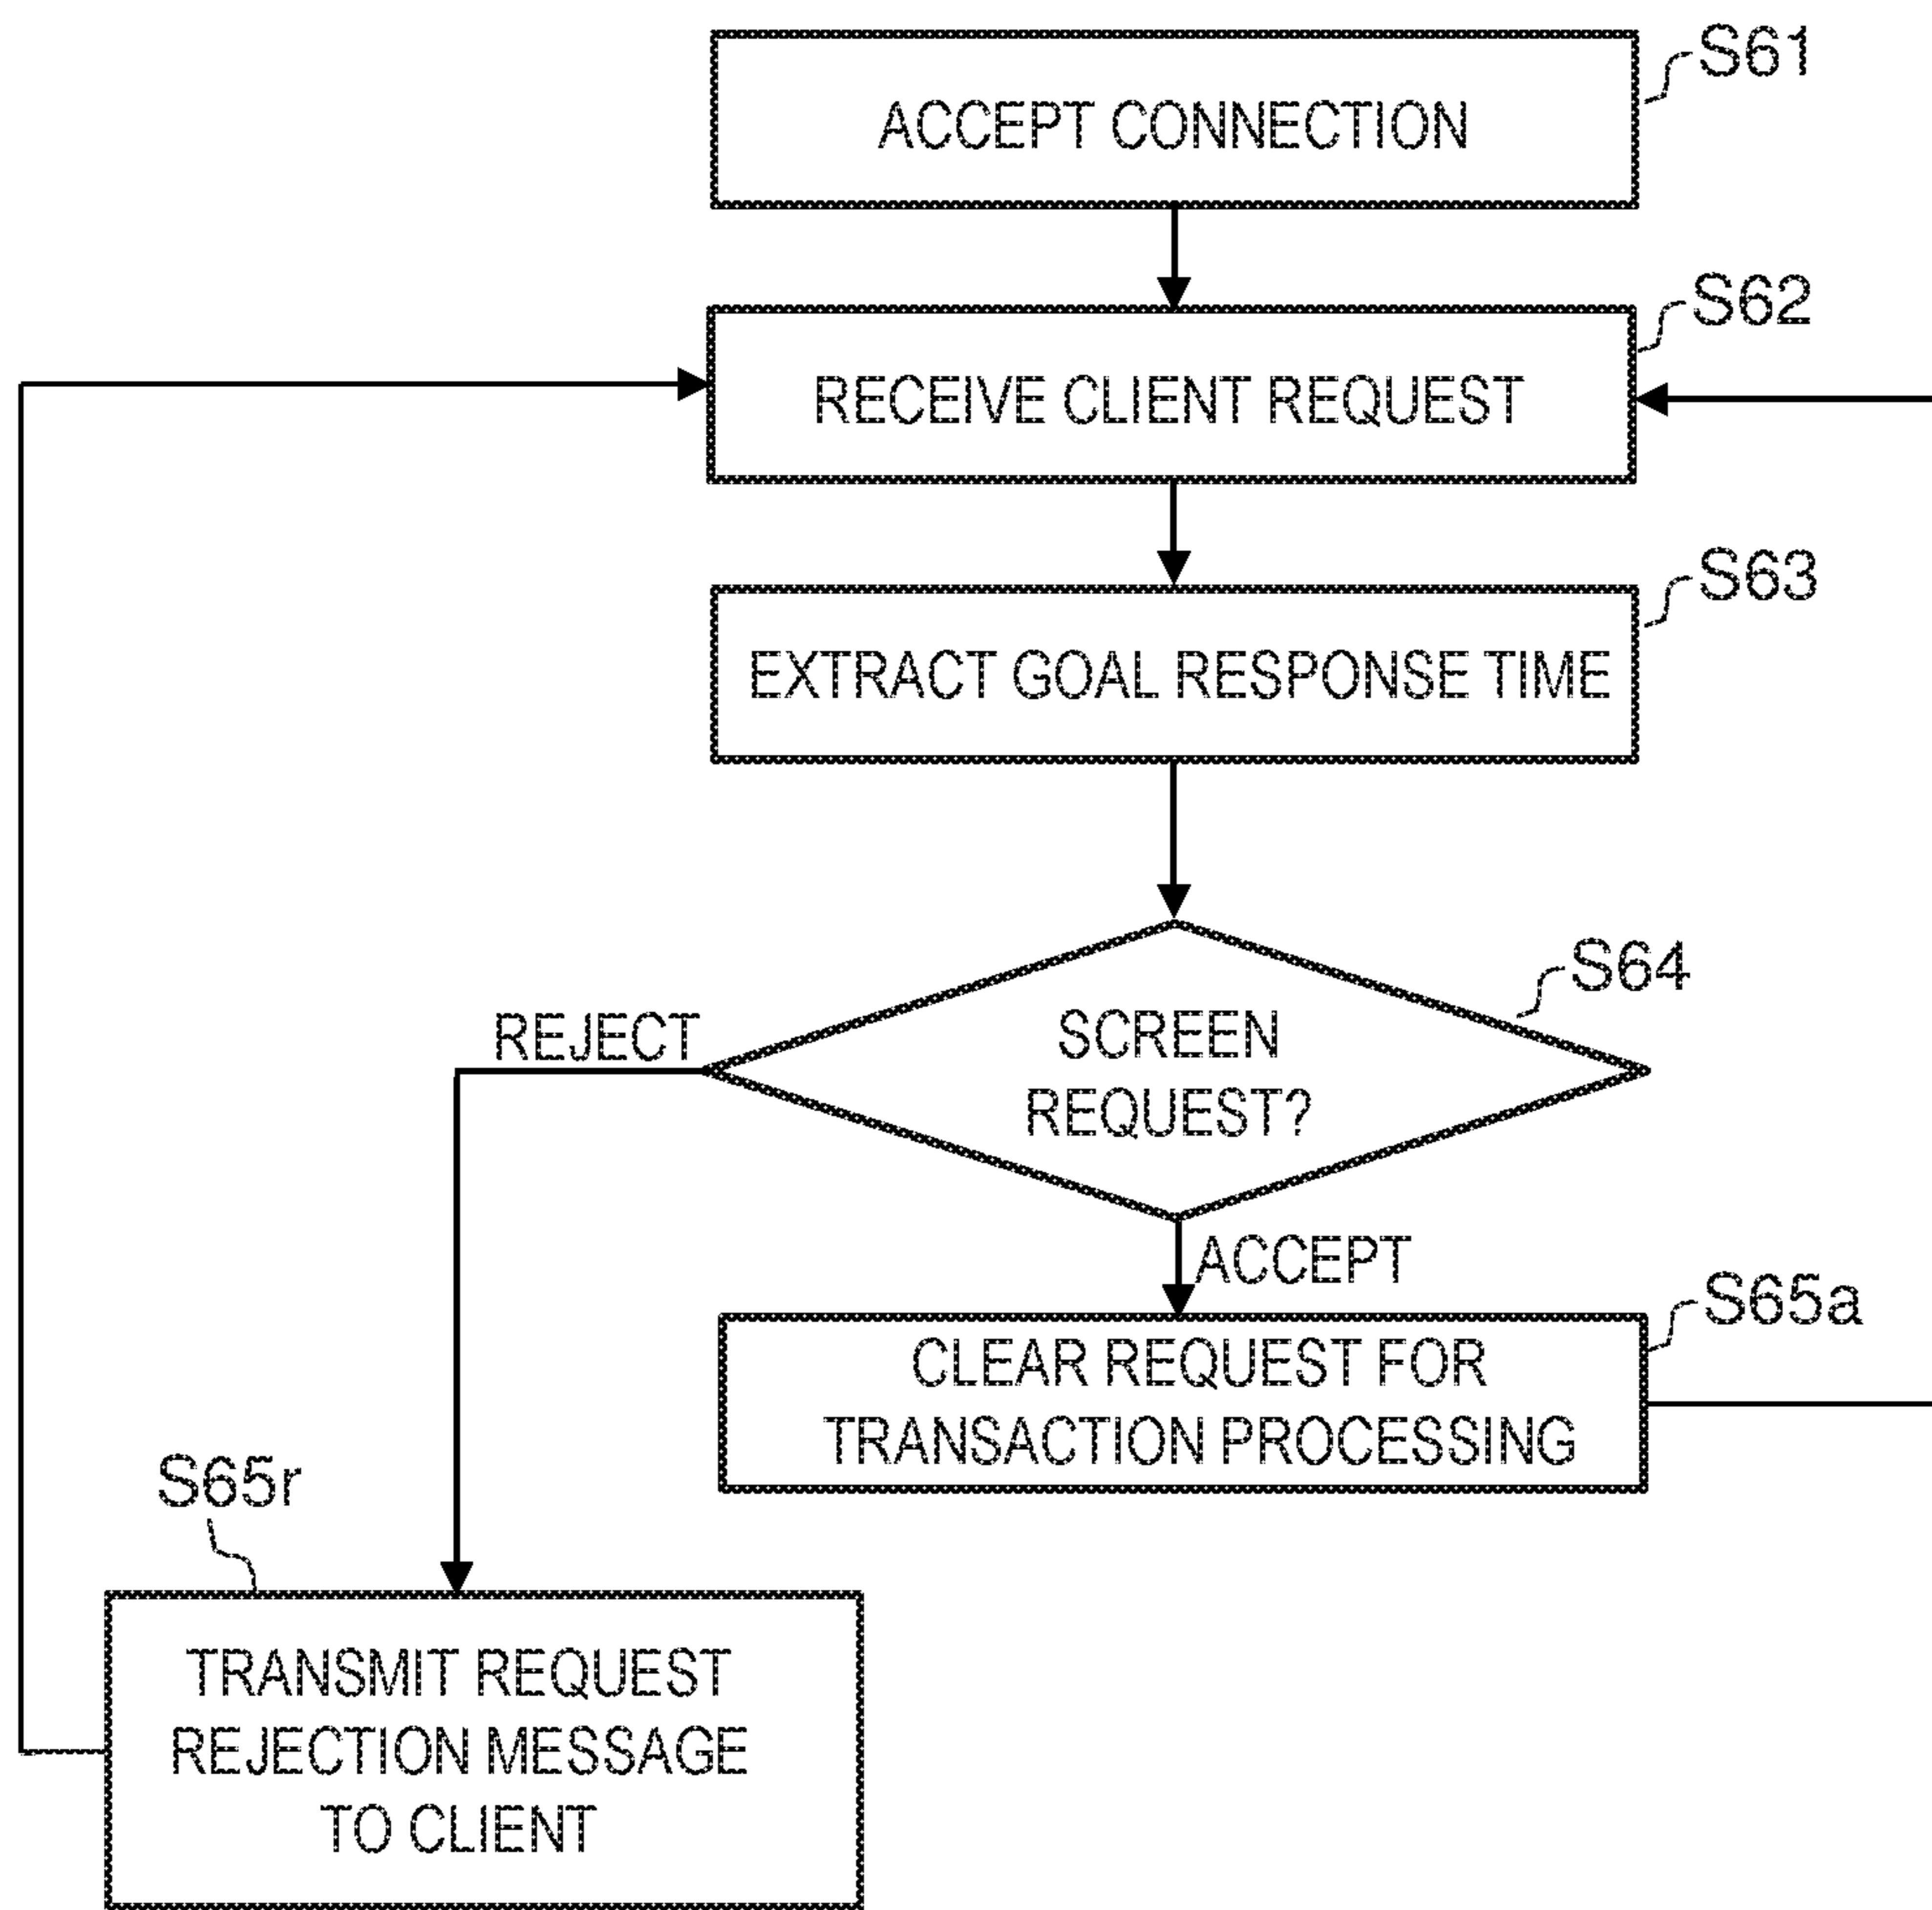 S61
ACCEPT CONNECTION
S62
RECEIVE CLIENT REQUEST
S63
EXTRACT GOAL RESPONSE TIME
S64
REJECT
SCREEN
REQUEST?
ACCEPT
S65a
CLEAR REQUEST FOR
TRANSACTION PROCESSING
S65r
TRANSMIT REQUEST
REJECTION MESSAGE
TO CLIENT